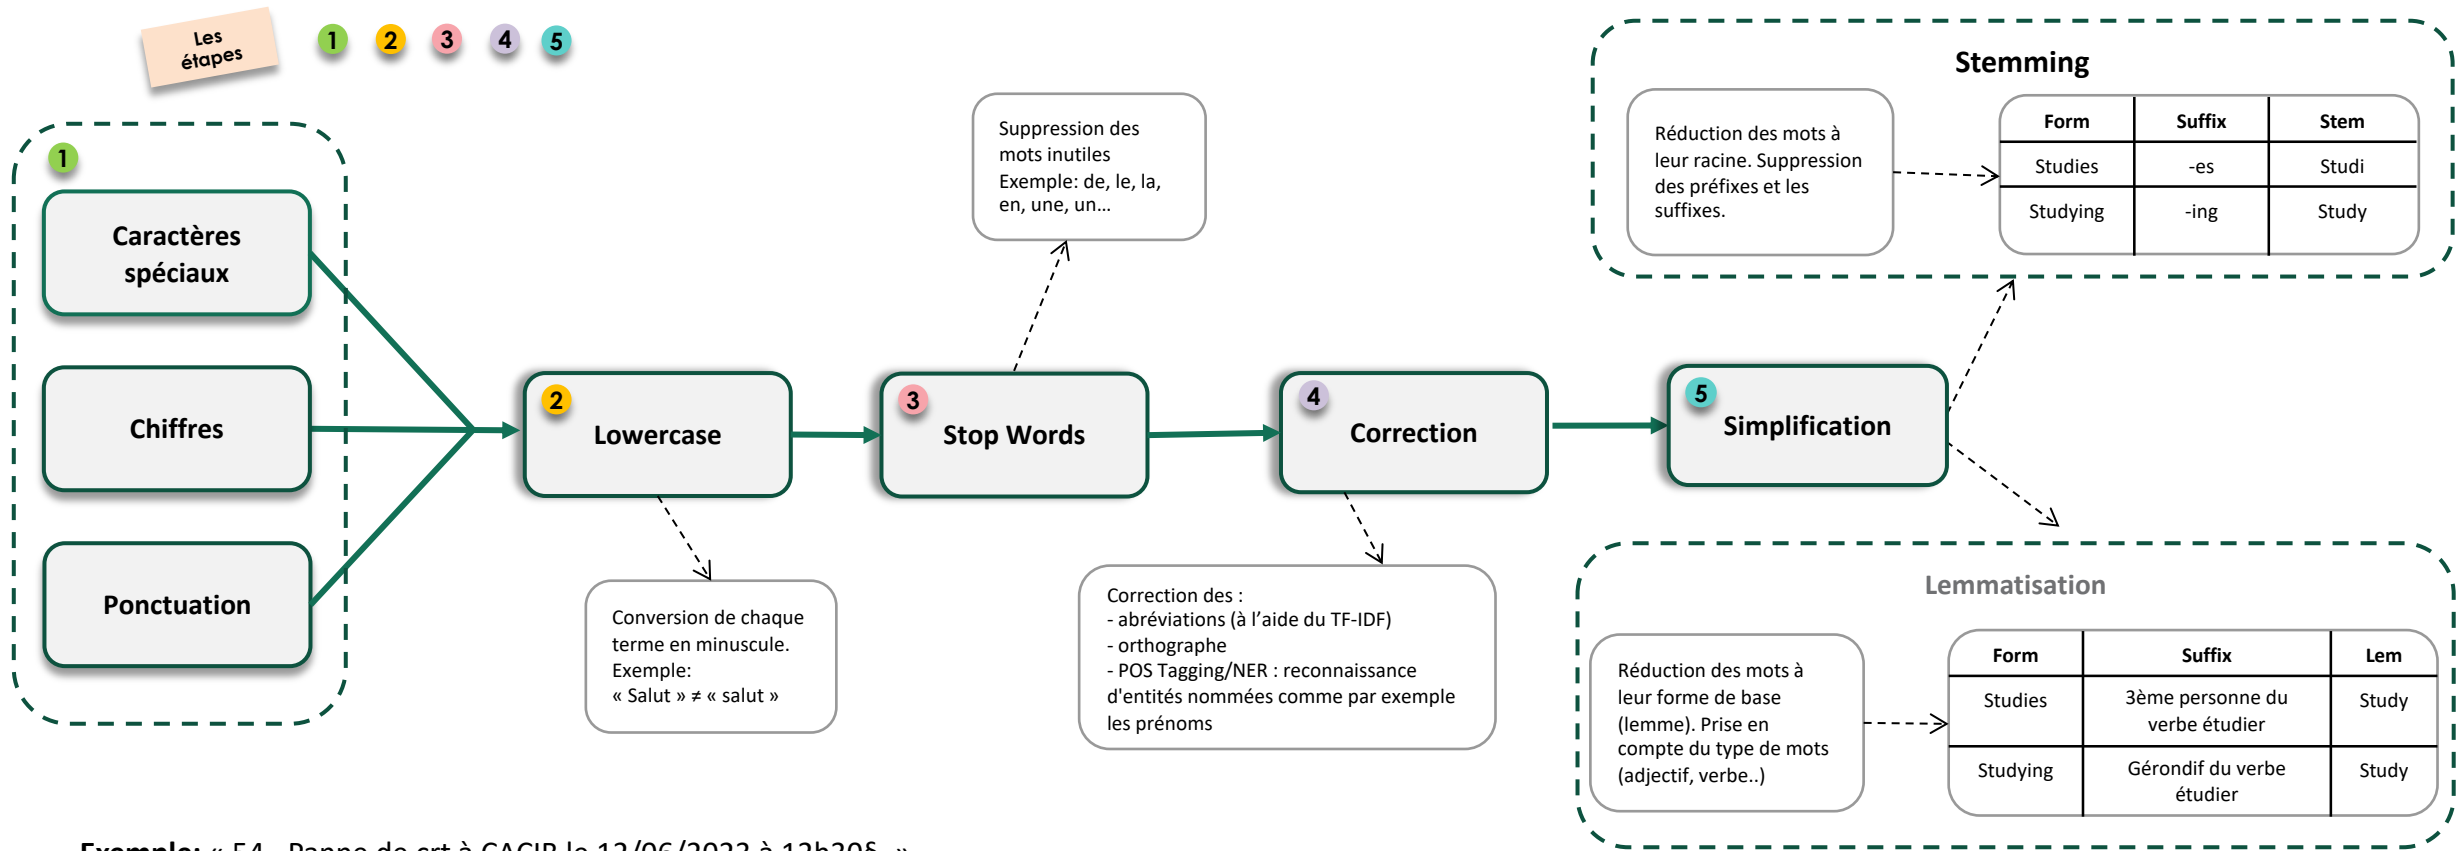 Les
étapes
1 2 3 4 5
1
Caractères
spéciaux
Chiffres
Ponctuation
2
Lowercase
Conversion de chaque
terme en minuscule.
Exemple:
« Salut » ≠ « salut »
3
Stop Words
Suppression des
mots inutiles
Exemple: de, le, la,
en, une, un…
4
Correction
Correction des :
- abréviations (à l'aide du TF-IDF)
- orthographe
- POS Tagging/NER : reconnaissance
d'entités nommées comme par exemple
les prénoms
5
Simplification
Stemming
Réduction des mots à
leur racine. Suppression
des préfixes et les
suffixes.
Form Suffix Stem
Studies -es Studi
Studying -ing Study
Lemmatisation
Réduction des mots à
leur forme de base
(lemme). Prise en
compte du type de mots
(adjectif, verbe..)
Form Suffix Lem
Studies 3ème personne du
verbe étudier Study
Studying Gérondif du verbe
étudier Study
Exemple: « Panne de crt à CACIB le à